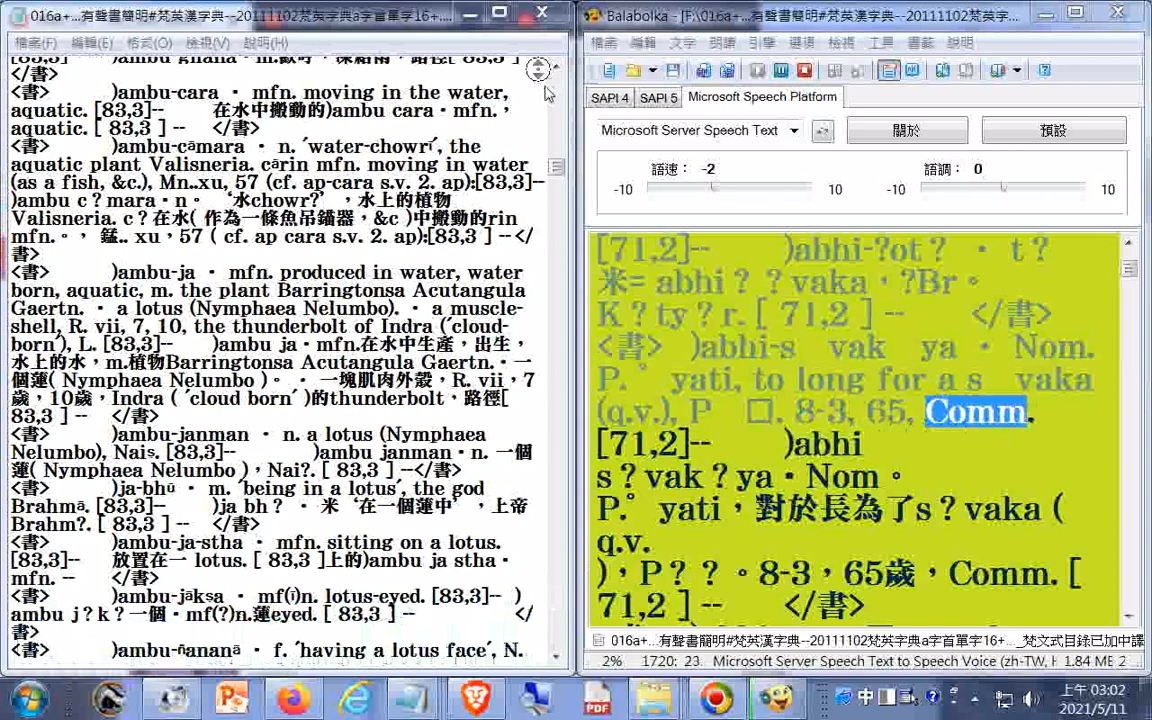 016a+...有聲書簡明#梵英漢字典--20111102梵英字典a字首單字16+...
檔案(F) 編輯(E) 格式(O) 檢視(V) 說明(H)
</書>
<書> )ambu-cara ‧ mfn. moving in the water,
aquatic. [83,3]-- 在水中搬動的)ambu cara‧mfn.，
aquatic. [ 83,3 ] -- </書>
<書> )ambu-cāmara ‧ n. 'water-chowrī', the
aquatic plant Valisneria. cārin mfn. moving in water
(as a fish, &c.), Mn..xu, 57 (cf. ap-cara s.v. 2. ap):[83,3]--
)ambu c？mara‧n。 ‘水chowr?’，水上的植物
Valisneria. c？在水( 作為一條魚吊錨器，&c )中搬動的rin
mfn.。，錳.. xu，57 ( cf. ap cara s.v. 2. ap):[83,3 ] --</
書>
<書> )ambu-ja ‧ mfn. produced in water, water
born, aquatic, m. the plant Barringtonsa Acutangula
Gaertn. ‧ a lotus (Nymphaea Nelumbo). ‧ a muscle-
shell, R. vii, 7, 10, the thunderbolt of Indra ('cloud-
born'), L. [83,3]-- )ambu ja‧mfn.在水中生產，出生，
水上的水，m.植物Barringtonsa Acutangula Gaertn.‧一
個蓮( Nymphaea Nelumbo )。‧ 一塊肌肉外殼，R. vii，7
歲，10歲，Indra ( 'cloud born' )的thunderbolt，路徑[
83,3 ] -- </書>
<書> )ambu-janman ‧ n. a lotus (Nymphaea
Nelumbo), Nais. [83,3]-- )ambu janman‧n. 一個
蓮( Nymphaea Nelumbo )，Nai?. [ 83,3 ] --</書>
<書> )ja-bhū ‧ m. 'being in a lotus', the god
Brahmā. [83,3]-- )ja bh？‧ 米‘在一個蓮中’，上帝
Brahm?. [ 83,3 ] -- </書>
<書> )ambu-ja-stha ‧ mfn. sitting on a lotus.
[83,3]-- 放置在一 lotus. [ 83,3 ]上的)ambu ja stha‧
mfn. -- </書>
<書> )ambu-jāksa ‧ mf(ī)n. lotus-eyed. [83,3]-- )
ambu j？k？一個‧mf(?)n.蓮eyed. [ 83,3 ] -- </
書>
<書> )ambu-ñananā ‧ f. 'having a lotus face', N.
Balabolka - [F:\016a+...有聲書簡明#梵英漢字典--20111102梵英字...
檔案 編輯 文字 朗讀 引擎 選項 檢視 工具 書籤 說明
SAPI 4 SAPI 5 Microsoft Speech Platform
Microsoft Server Speech Text 關於 預設
語速： -2 語調： 0
-10 10 -10 10
[71,2]-- )abhi-?ot？ ‧ t？
米= abhi？？vaka，?Br。
K？ty？r. [ 71,2 ] -- </書>
<書> )abhi-s vak ya ‧ Nom.
P.゜yati, to long for a s vaka
(q.v.), P 口. 8-3, 65, Comm.
[71,2]-- )abhi
s？vak？ya‧Nom。
P.゜yati，對於長為了s？vaka (
q.v.
)，P？？。8-3，65歲，Comm. [
71,2 ] -- </書>
016a+...有聲書簡明#梵英漢字典--20111102梵英字典a字首單字16+..._梵文式目錄已加中譯
2% 1720: 23 Microsoft Server Speech Text to Speech Voice (zh-TW, H 1.84 ME 2
中
上午 03:02
2021/5/11